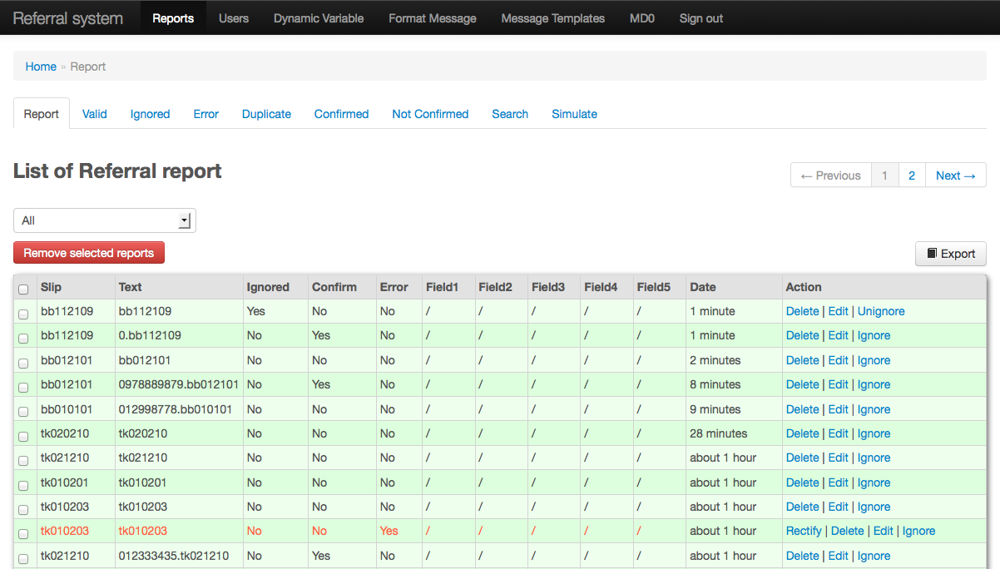 Referral system Reports Users Dynamic Variable Format Message Message Templates MD0 Sign out
Home » Report
Report Valid Ignored Error Duplicate Confirmed Not Confirmed Search Simulate
List of Referral report
← Previous 1 2 Next →
All
Remove selected reports
Export
Slip Text Ignored Confirm Error Field1 Field2 Field3 Field4 Field5 Date Action
bb112109 bb112109 Yes No No / / / / / 1 minute Delete | Edit | Unignore
bb112109 0.bb112109 No Yes No / / / / / 1 minute Delete | Edit | Ignore
bb012101 bb012101 No No No / / / / / 2 minutes Delete | Edit | Ignore
bb012101 0978889879.bb012101 No Yes No / / / / / 8 minutes Delete | Edit | Ignore
bb010101 012998778.bb010101 No No No / / / / / 9 minutes Delete | Edit | Ignore
tk020210 tk020210 No No No / / / / / 28 minutes Delete | Edit | Ignore
tk021210 tk021210 No No No / / / / / about 1 hour Delete | Edit | Ignore
tk010201 tk010201 No No No / / / / / about 1 hour Delete | Edit | Ignore
tk010203 tk010203 No No No / / / / / about 1 hour Delete | Edit | Ignore
tk010203 tk010203 No No Yes / / / / / about 1 hour Rectify | Delete | Edit | Ignore
tk021210 012333435.tk021210 No Yes No / / / / / about 1 hour Delete | Edit | Ignore